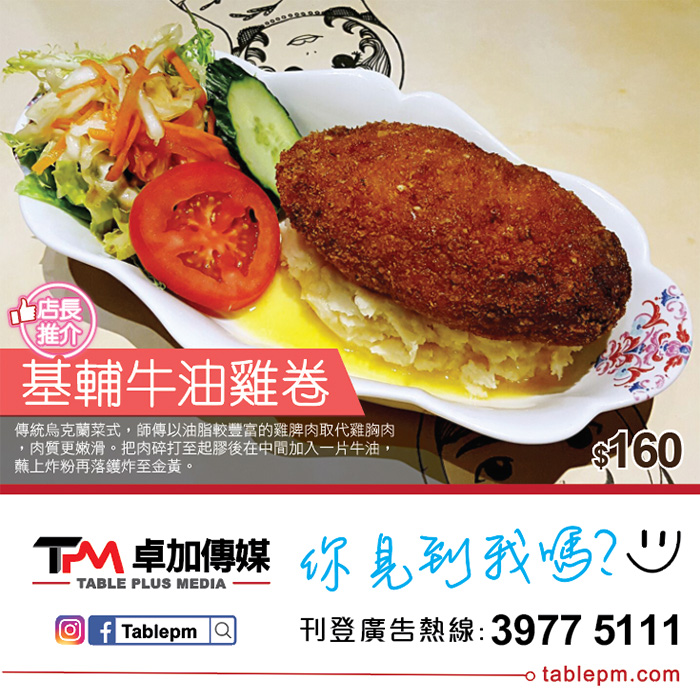 店長
推介
基輔牛油雞卷
傳統烏克蘭菜式，師傅以油脂較豐富的雞脾肉取代雞胸肉
，肉質更嫩滑。把肉碎打至起膠後在中間加入一片牛油，
蘸上炸粉再落鑊炸至金黃。
$160
TPM 卓加傳媒
TABLE PLUS MEDIA
你見到我嗎?
f Tablepm
刊登廣告熱線: 3977 5111
tablepm.com